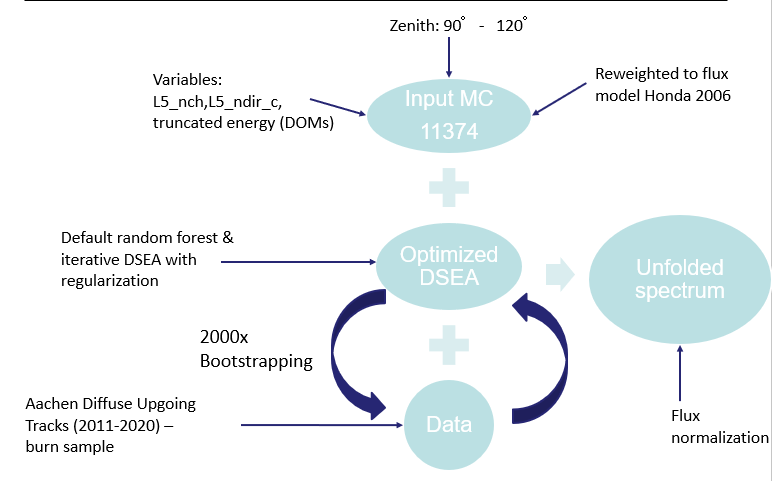 Zenith: 90° - 120°
Variables:
L5_nch,L5_ndir_c,
truncated energy (DOMs)
Input MC
11374
Reweighted to flux
model Honda 2006
Default random forest &
iterative DSEA with
regularization
Optimized
DSEA
Unfolded
spectrum
2000x
Bootstrapping
Aachen Diffuse Upgoing
Tracks (2011-2020) –
burn sample
Data
Flux
normalization